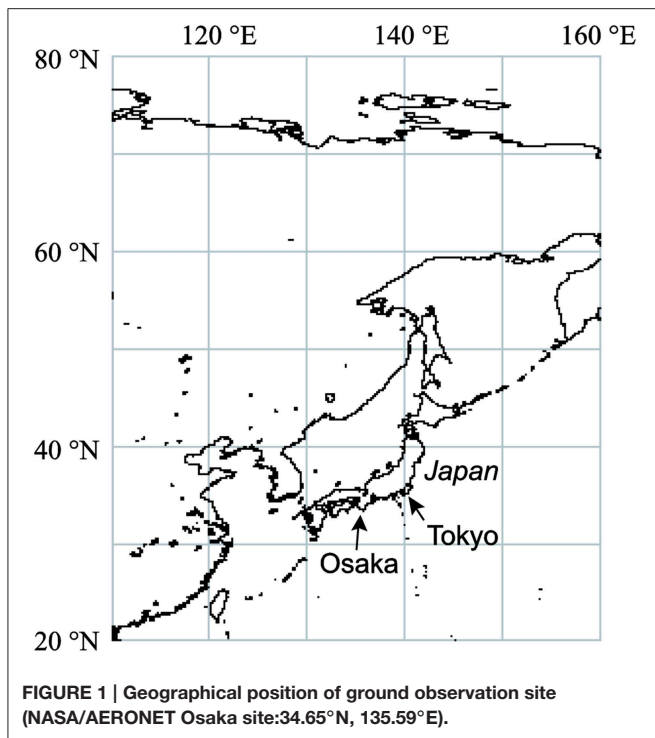 120 °E 140 °E 160 °E
80 °N
60 °N
40 °N
Japan
Tokyo
Osaka
20 °N
FIGURE 1 | Geographical position of ground observation site
(NASA/AERONET Osaka site:34.65°N, 135.59°E).